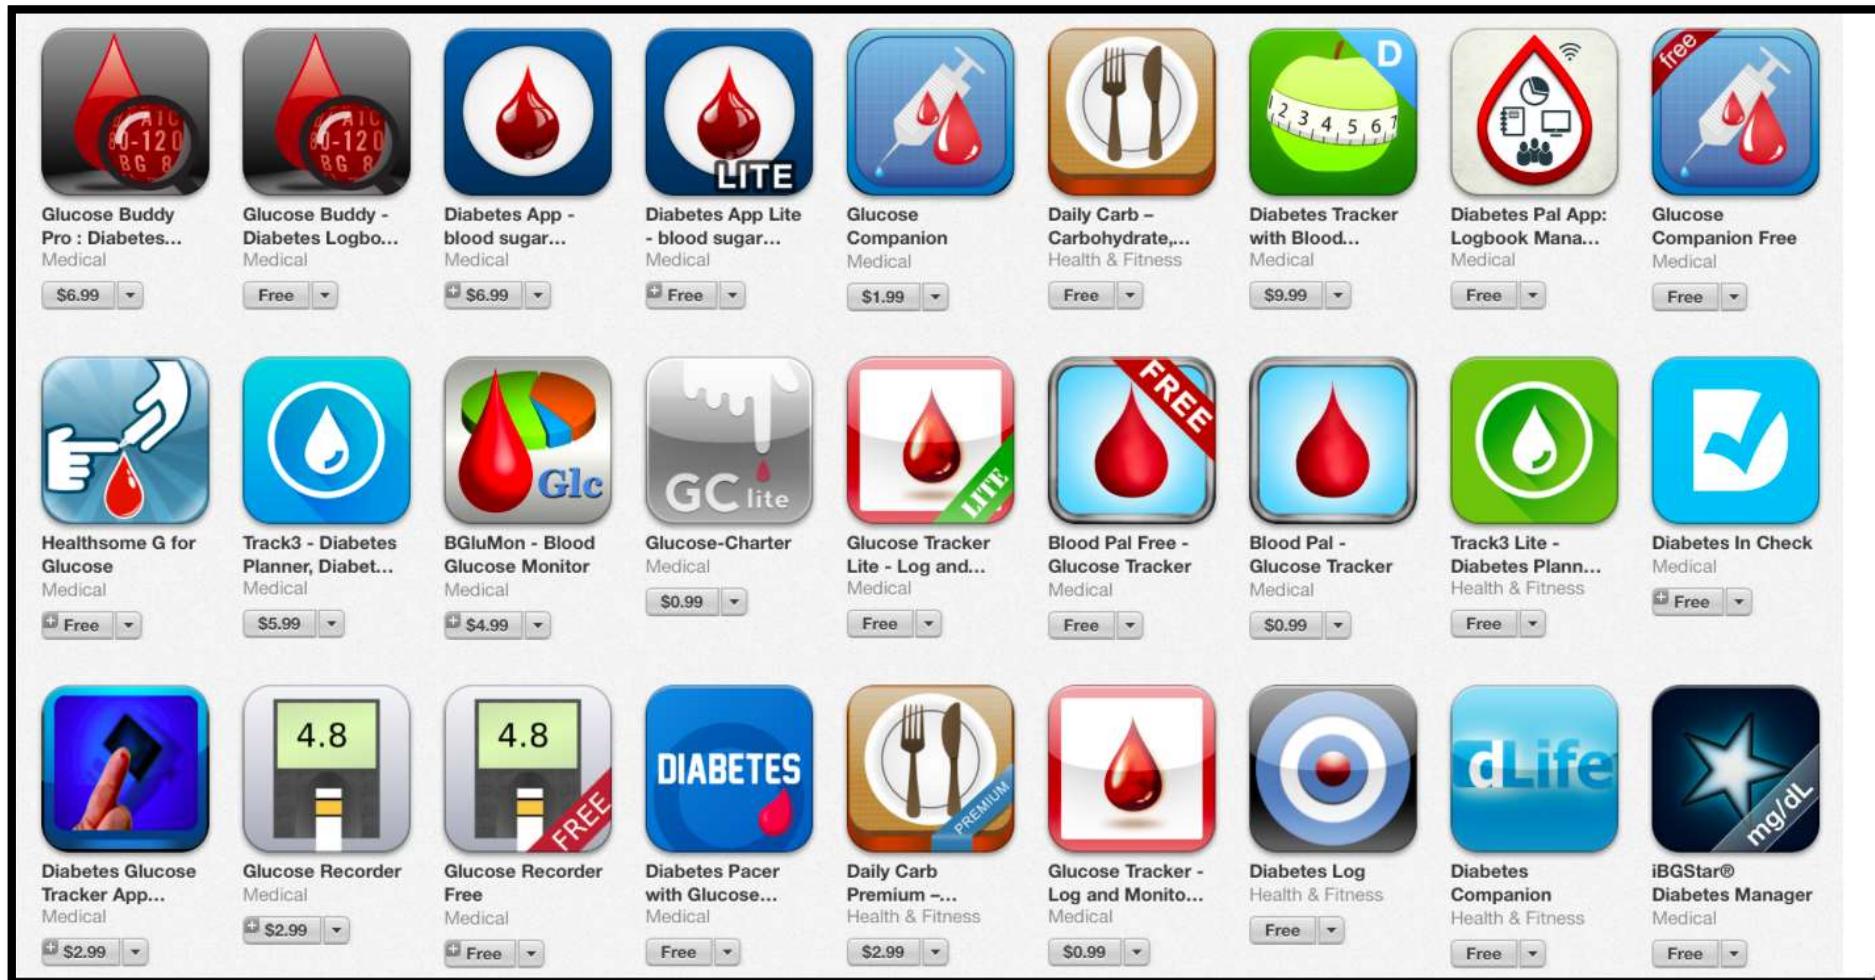 ATC
80-120
BG 8
ATC
80-120
BG 8
LITE
1 2 3 4 5 6 7
D
free
Glucose Buddy
Pro : Diabetes...
Medical
$6.99
Glucose Buddy -
Diabetes Logbo...
Medical
Free
Diabetes App -
blood sugar...
Medical
$6.99
Diabetes App Lite
- blood sugar...
Medical
Free
Glucose
Companion
Medical
$1.99
Daily Carb –
Carbohydrate,...
Health & Fitness
Free
Diabetes Tracker
with Blood...
Medical
$9.99
Diabetes Pal App:
Logbook Mana...
Medical
Free
Glucose
Companion Free
Medical
Free
Glc
GC lite
LITE
FREE
Healthsome G for
Glucose
Medical
Free
Track3 - Diabetes
Planner, Diabet...
Medical
$5.99
BGluMon - Blood
Glucose Monitor
Medical
$4.99
Glucose-Charter
Medical
$0.99
Glucose Tracker
Lite - Log and...
Medical
Free
Blood Pal Free -
Glucose Tracker
Medical
Free
Blood Pal -
Glucose Tracker
Medical
$0.99
Track3 Lite -
Diabetes Plann...
Health & Fitness
Free
Diabetes In Check
Medical
Free
4.8
4.8
FREE
DIABETES
PREMIUM
dLife
mg/dL
Diabetes Glucose
Tracker App...
Medical
$2.99
Glucose Recorder
Medical
$2.99
Glucose Recorder
Free
Medical
Free
Diabetes Pacer
with Glucose...
Medical
Free
Daily Carb
Premium –...
Health & Fitness
$2.99
Glucose Tracker -
Log and Monito...
Medical
$0.99
Diabetes Log
Health & Fitness
Free
Diabetes
Companion
Health & Fitness
Free
iBGStar®
Diabetes Manager
Medical
Free